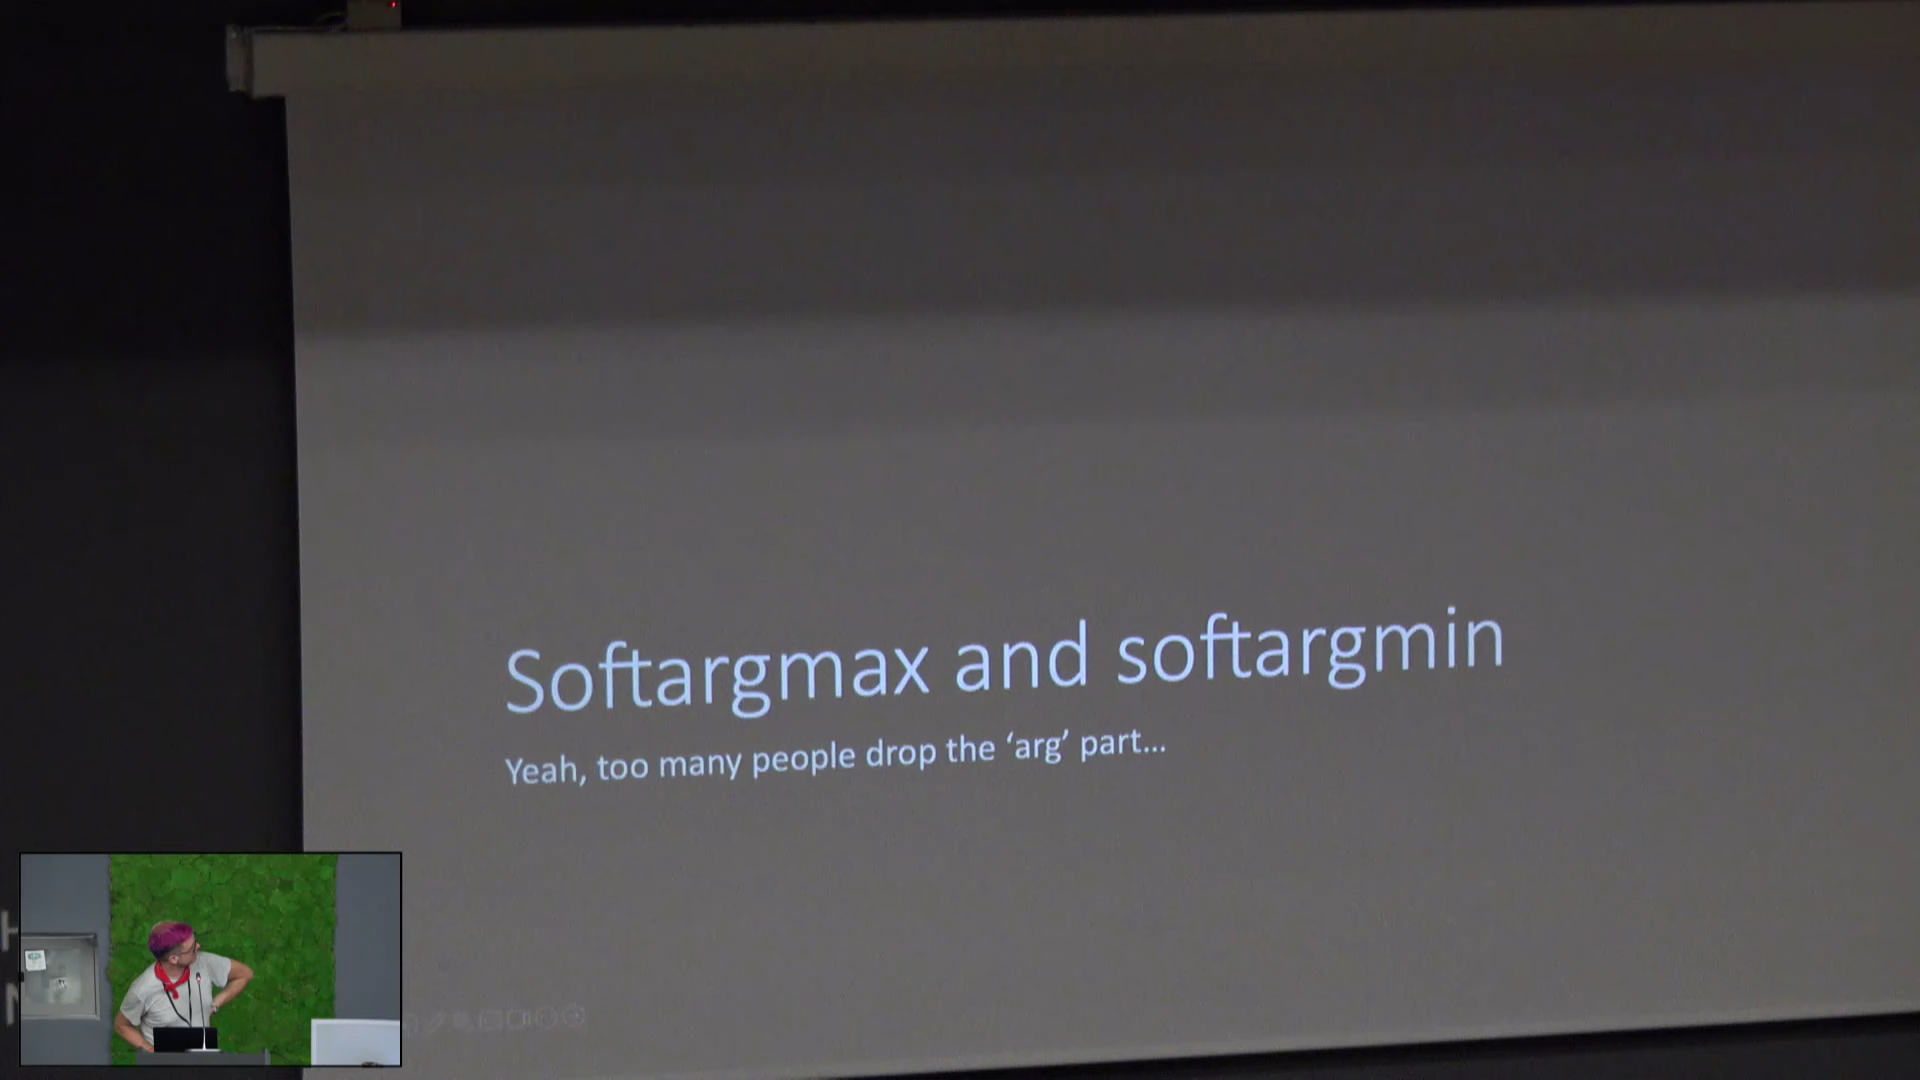 Softargmax and softargmin
Yeah, too many people drop the ‘arg’ part...